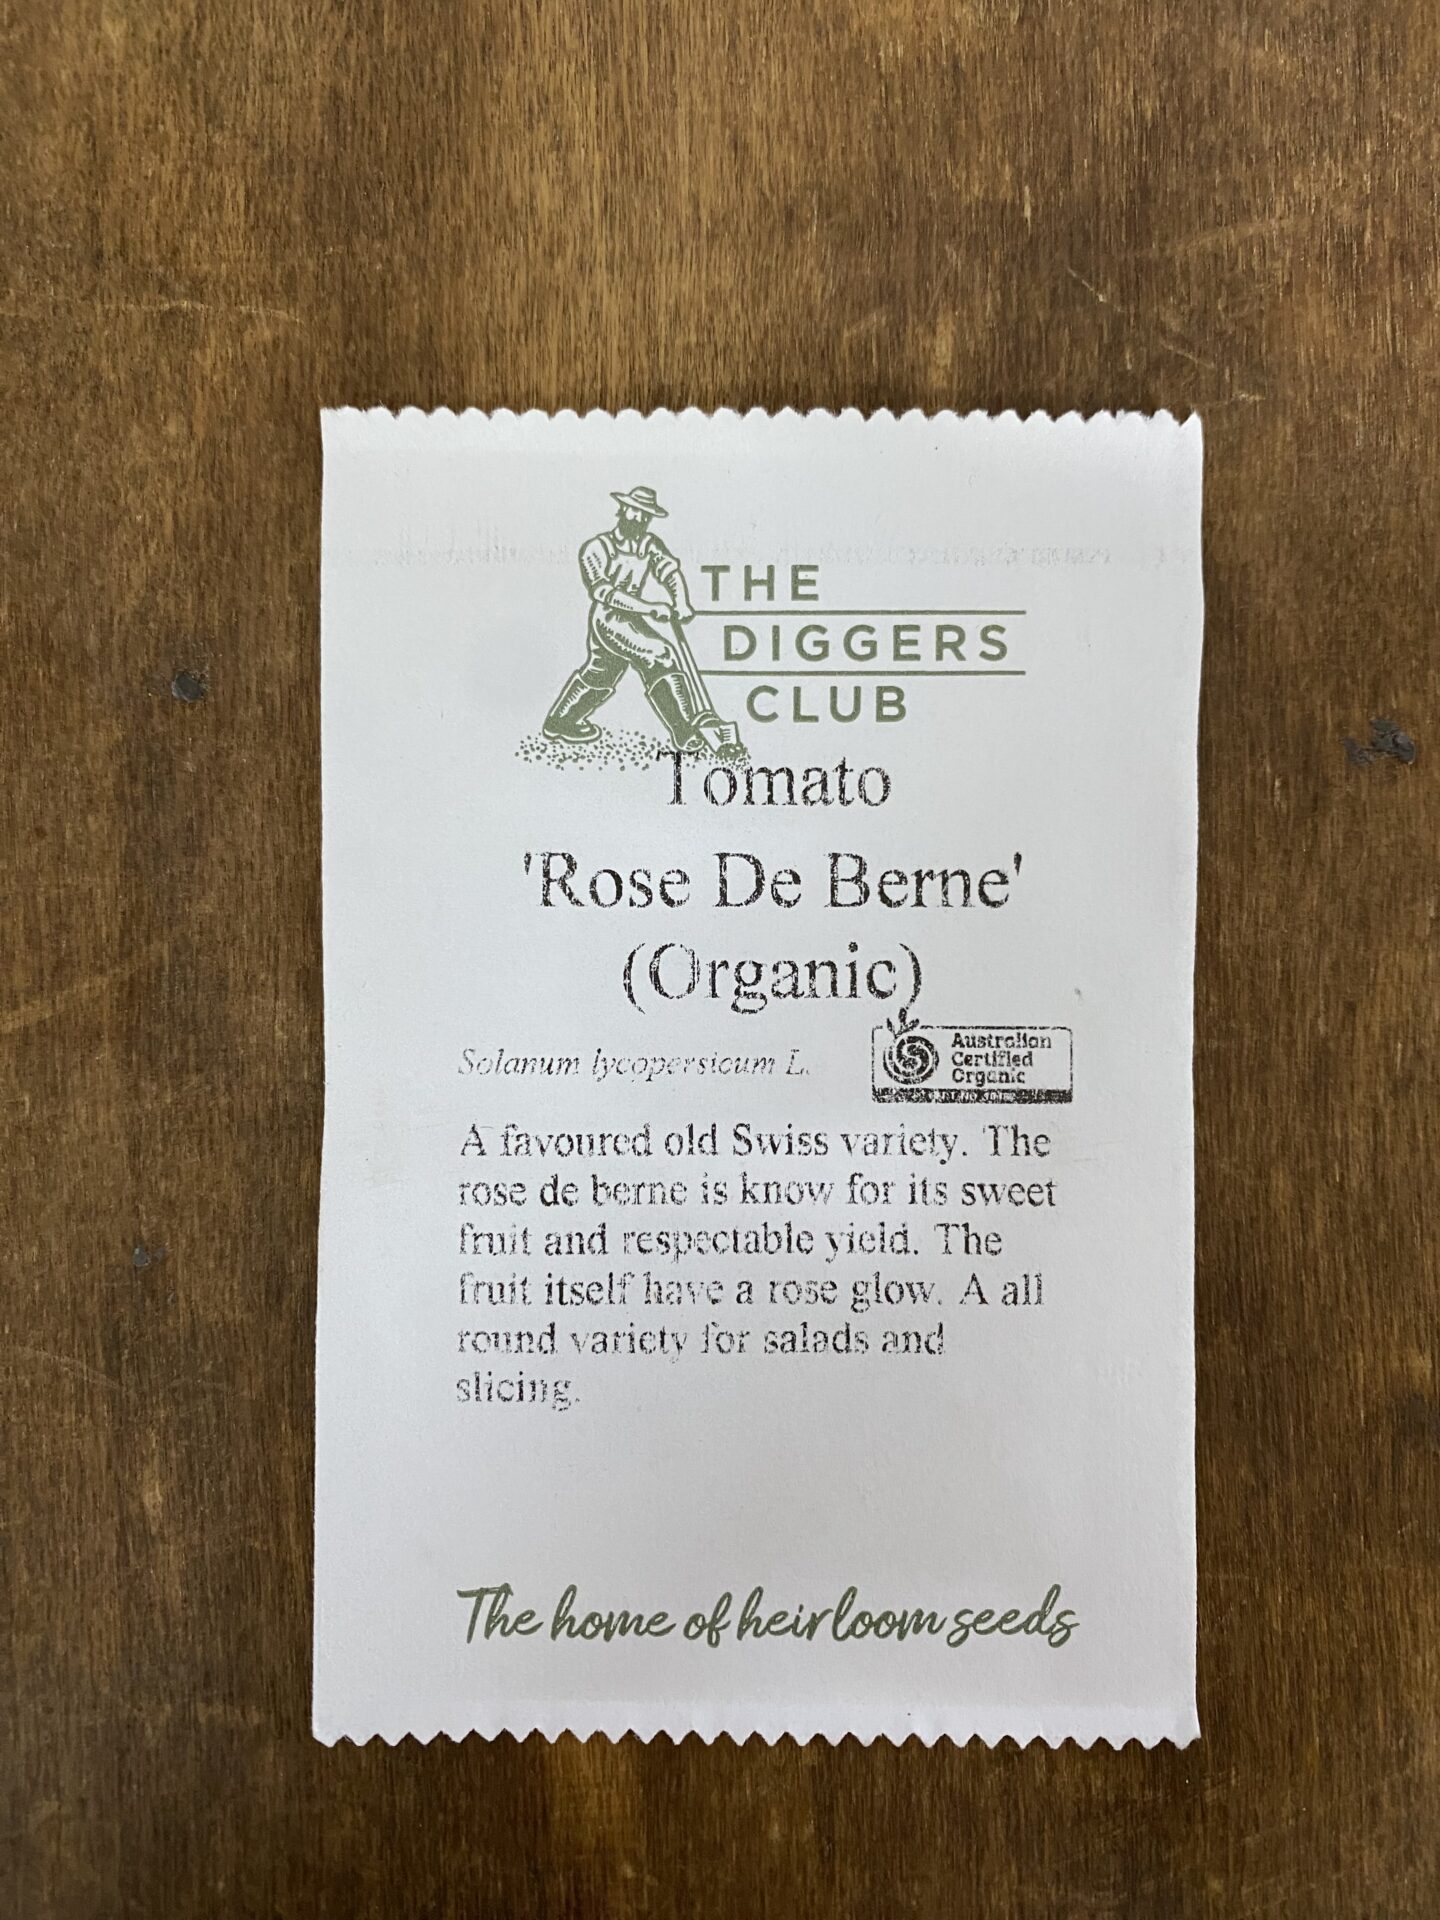 THE
DIGGERS
CLUB
Tomato
'Rose De Berne'
(Organic)
Solanum lycopersicum L.
Australian
Certified
Organic
A favoured old Swiss variety. The
rose de berne is know for its sweet
fruit and respectable yield. The
fruit itself have a rose glow. A all
round variety for salads and
slicing.
The home of heirloom seeds